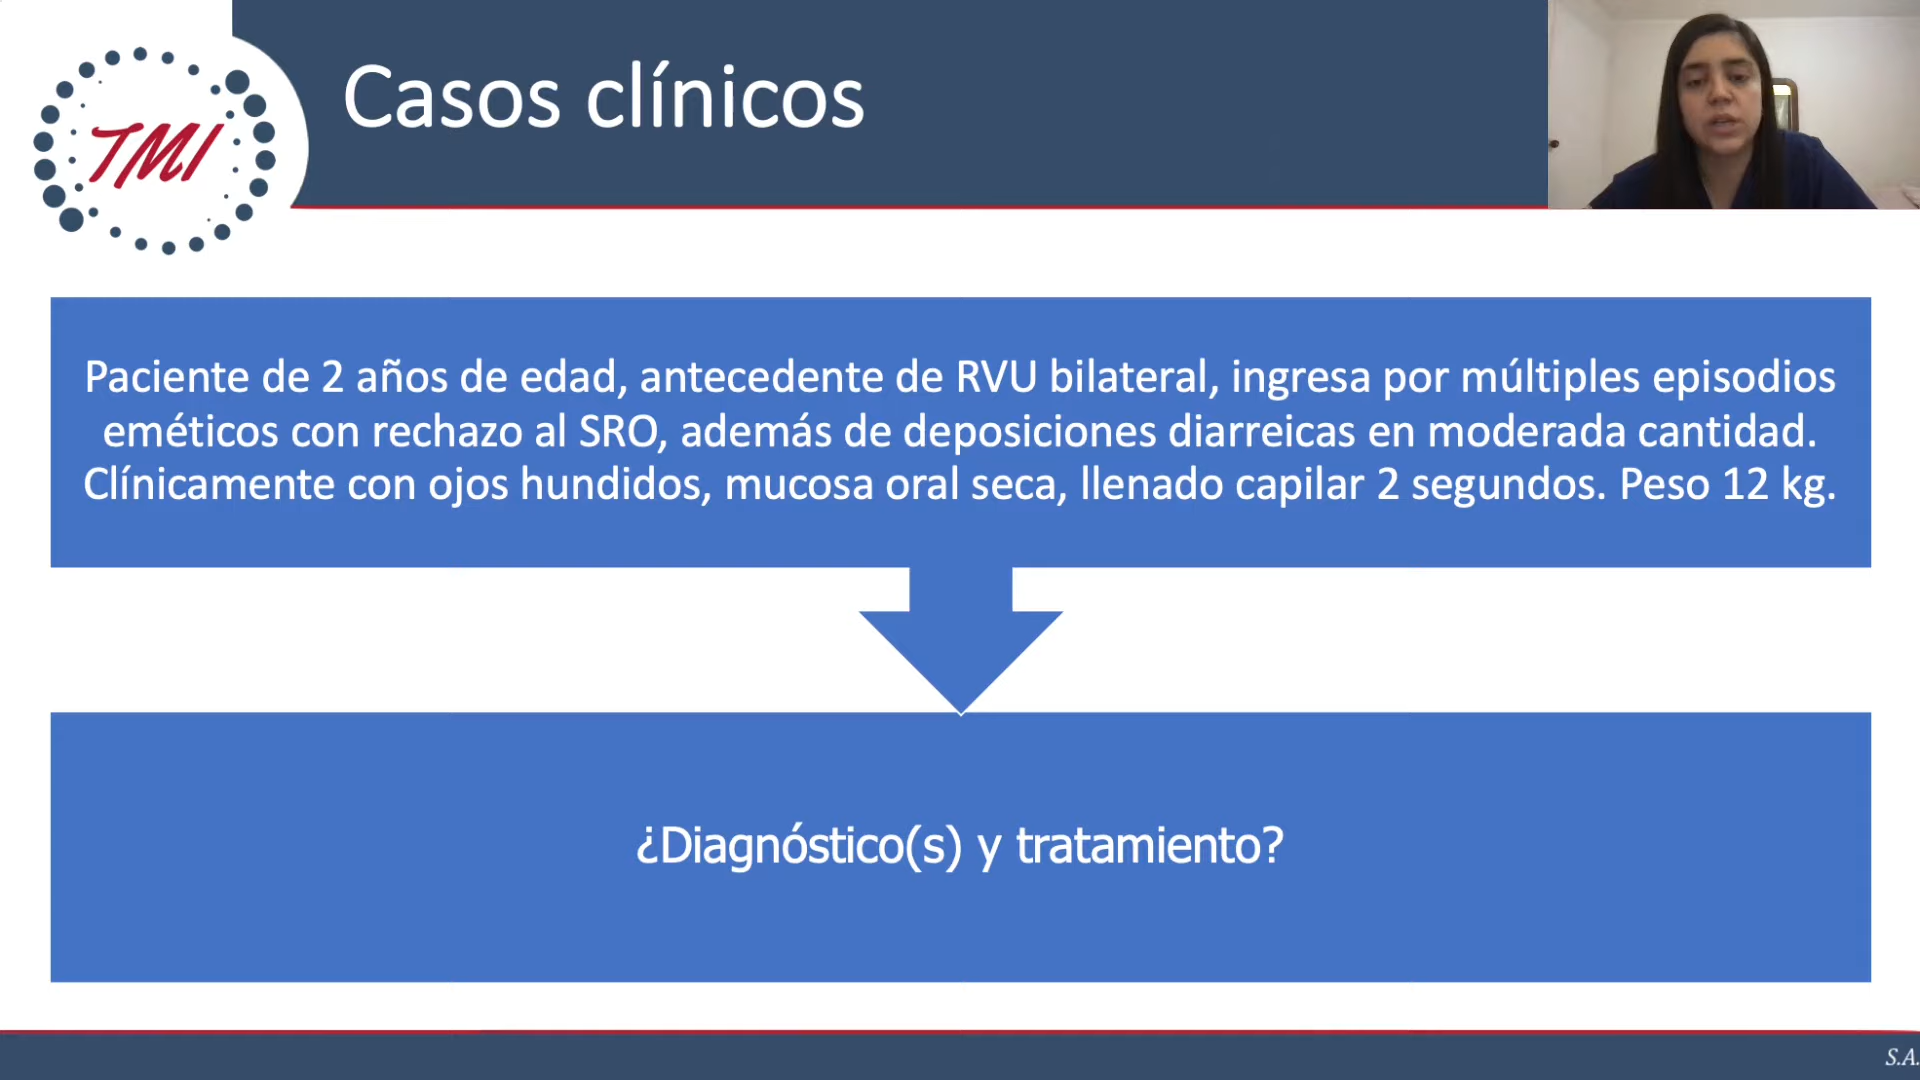 TMI
Casos clínicos
Paciente de 2 años de edad, antecedente de RVU bilateral, ingresa por múltiples episodios
eméticos con rechazo al SRO, además de deposiciones diarreicas en moderada cantidad.
Clínicamente con ojos hundidos, mucosa oral seca, llenado capilar 2 segundos. Peso 12 kg.
¿Diagnóstico(s) y tratamiento?
S.A.